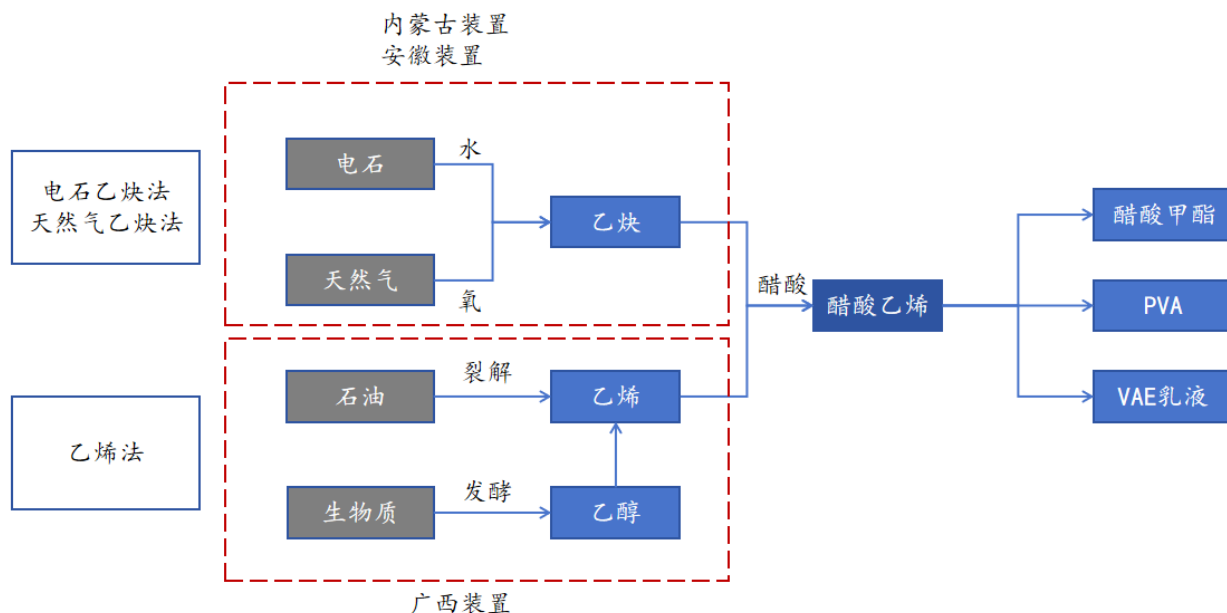 内蒙古装置
安徽装置
电石乙炔法
天然气乙炔法
电石
水
乙炔
天然气
氧
醋酸
醋酸乙烯
醋酸甲酯
PVA
VAE乳液
乙烯法
石油
裂解
乙烯
生物质
发酵
乙醇
广西装置